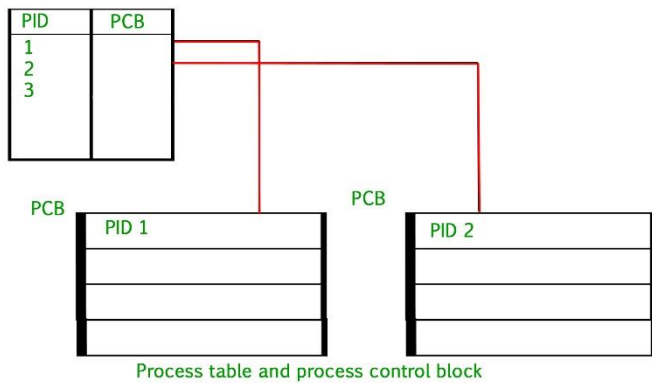 PID PCB
1
2
3
PCB
PCB
PID 1
PID 2
Process table and process control block